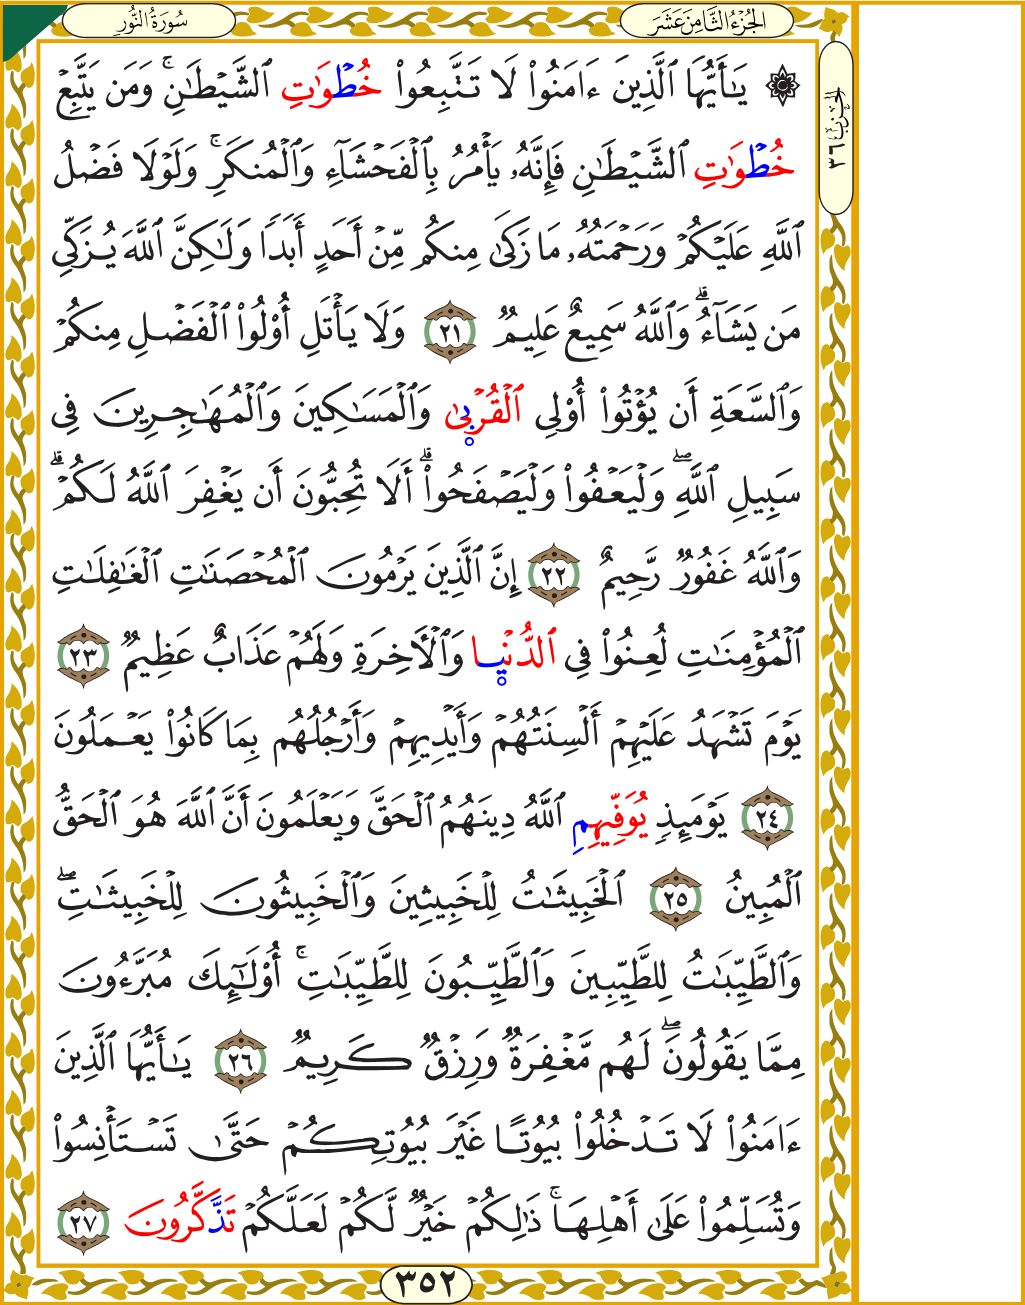 سُورَةُ النُّورِ
الجُزْءُ الثَّامِنَ عَشَرَ
الحِزْبُ ٣٦
۞ يَـٰٓأَيُّهَا ٱلَّذِينَ ءَامَنُوا۟ لَا تَتَّبِعُوا۟ خُطْوَٰتِ ٱلشَّيْطَـٰنِ ۚ وَمَن يَتَّبِعْ
خُطْوَٰتِ ٱلشَّيْطَـٰنِ فَإِنَّهُۥ يَأْمُرُ بِٱلْفَحْشَآءِ وَٱلْمُنكَرِ ۚ وَلَوْلَا فَضْلُ
ٱللَّهِ عَلَيْكُمْ وَرَحْمَتُهُۥ مَا زَكَىٰ مِنكُم مِّنْ أَحَدٍ أَبَدًا وَلَـٰكِنَّ ٱللَّهَ يُزَكِّى
مَن يَشَآءُ ۗ وَٱللَّهُ سَمِيعٌ عَلِيمٌ ٢١ وَلَا يَأْتَلِ أُو۟لُوا۟ ٱلْفَضْلِ مِنكُمْ
وَٱلسَّعَةِ أَن يُؤْتُوٓا۟ أُو۟لِى ٱلْقُرْبَىٰ وَٱلْمَسَـٰكِينَ وَٱلْمُهَـٰجِرِينَ فِى
سَبِيلِ ٱللَّهِ ۖ وَلْيَعْفُوا۟ وَلْيَصْفَحُوٓا۟ ۗ أَلَا تُحِبُّونَ أَن يَغْفِرَ ٱللَّهُ لَكُمْ ۗ
وَٱللَّهُ غَفُورٌ رَّحِيمٌ ٢٢ إِنَّ ٱلَّذِينَ يَرْمُونَ ٱلْمُحْصَنَـٰتِ ٱلْغَـٰفِلَـٰتِ
ٱلْمُؤْمِنَـٰتِ لُعِنُوا۟ فِى ٱلدُّنْيَا وَٱلْـَٔاخِرَةِ وَلَهُمْ عَذَابٌ عَظِيمٌ ٢٣
يَوْمَ تَشْهَدُ عَلَيْهِمْ أَلْسِنَتُهُمْ وَأَيْدِيهِمْ وَأَرْجُلُهُم بِمَا كَانُوا۟ يَعْمَلُونَ
٢٤ يَوْمَئِذٍ يُوَفِّيهِمِ ٱللَّهُ دِينَهُمُ ٱلْحَقَّ وَيَعْلَمُونَ أَنَّ ٱللَّهَ هُوَ ٱلْحَقُّ
ٱلْمُبِينُ ٢٥ ٱلْخَبِيثَـٰتُ لِلْخَبِيثِينَ وَٱلْخَبِيثُونَ لِلْخَبِيثَـٰتِ ۖ
وَٱلطَّيِّبَـٰتُ لِلطَّيِّبِينَ وَٱلطَّيِّبُونَ لِلطَّيِّبَـٰتِ ۚ أُو۟لَـٰٓئِكَ مُبَرَّءُونَ
مِمَّا يَقُولُونَ ۖ لَهُم مَّغْفِرَةٌ وَرِزْقٌ كَرِيمٌ ٢٦ يَـٰٓأَيُّهَا ٱلَّذِينَ
ءَامَنُوا۟ لَا تَدْخُلُوا۟ بُيُوتًا غَيْرَ بُيُوتِكُمْ حَتَّىٰ تَسْتَأْنِسُوا۟
وَتُسَلِّمُوا۟ عَلَىٰٓ أَهْلِهَا ۚ ذَٰلِكُمْ خَيْرٌ لَّكُمْ لَعَلَّكُمْ تَذَّكَّرُونَ ٢٧
٣٥٢